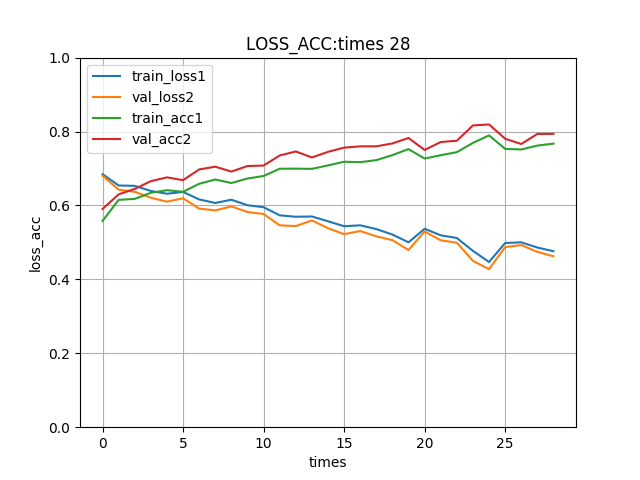 LOSS_ACC:times 28
train_loss1
val_loss2
train_acc1
val_acc2
loss_acc
1.0
0.8
0.6
0.4
0.2
0.0
0 5 10 15 20 25
times